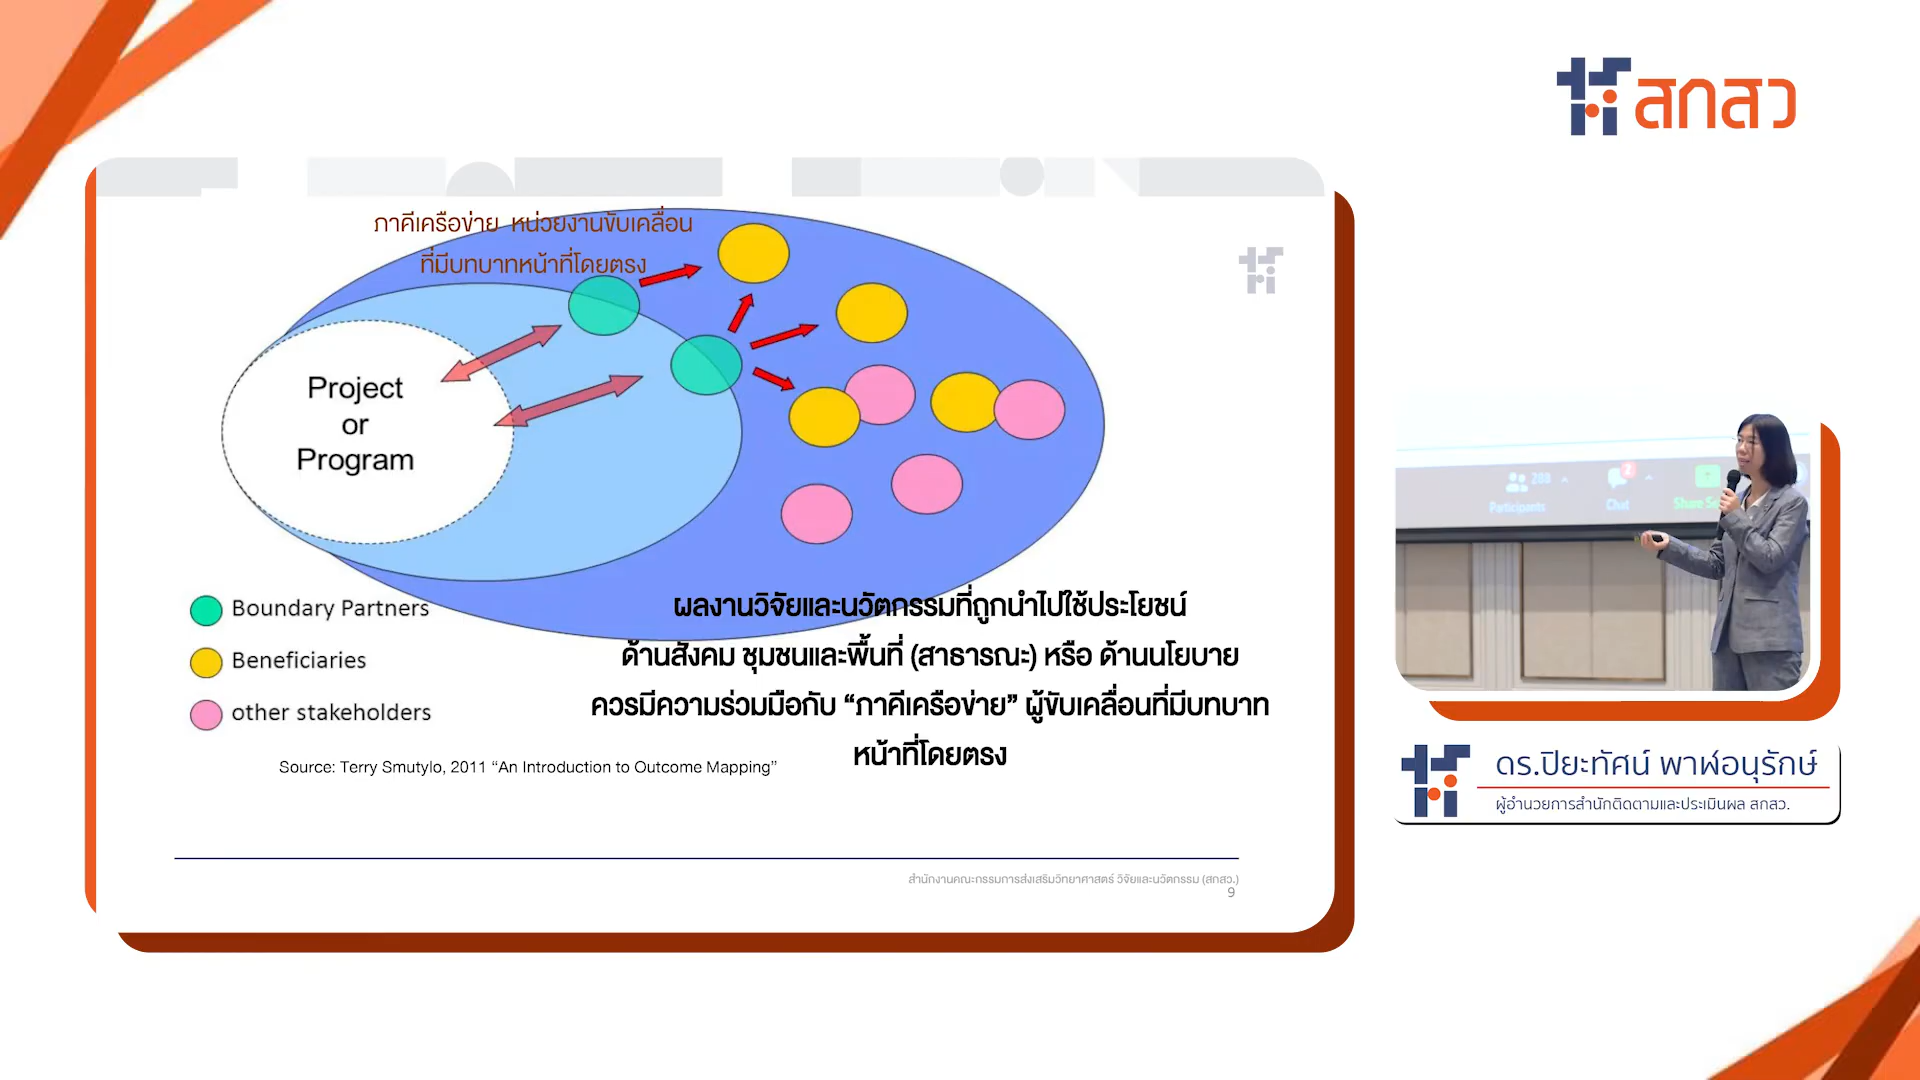 สกสว
ภาคีเครือข่าย หน่วยงานขับเคลื่อน
ที่มีบทบาทหน้าที่โดยตรง
Project
or
Program
Boundary Partners
Beneficiaries
other stakeholders
ผลงานวิจัยและนวัตกรรมที่ถูกนำไปใช้ประโยชน์
ด้านสังคม ชุมชนและพื้นที่ (สาธารณะ) หรือ ด้านนโยบาย
ควรมีความร่วมมือกับ “ภาคีเครือข่าย” ผู้ขับเคลื่อนที่มีบทบาท
หน้าที่โดยตรง
Source: Terry Smutylo, 2011 “An Introduction to Outcome Mapping”
สำนักงานคณะกรรมการส่งเสริมวิทยาศาสตร์ วิจัยและนวัตกรรม (สกสว.)
9
288
2
Participants
Chat
Share
ดร.ปิยะทัศน์ พาฬอนุรักษ์
ผู้อำนวยการสำนักติดตามและประเมินผล สกสว.